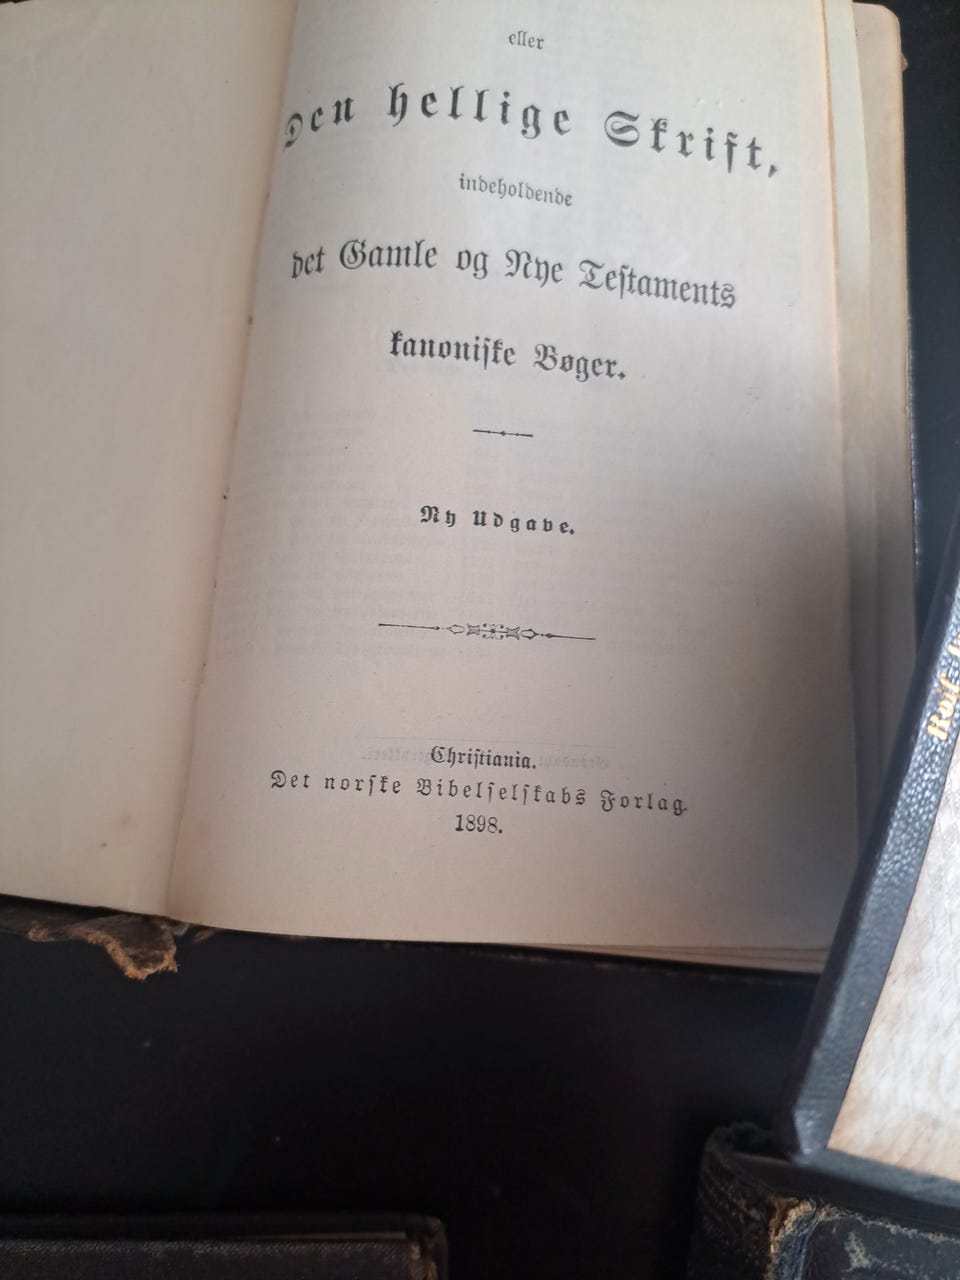 eller
Den hellige Skrift,
indeholdende
det Gamle og Nye Testaments
kanoniske Bøger.
Ny Udgave.
Christiania.
Det norske Bibelselskabs Forlag.
1898.